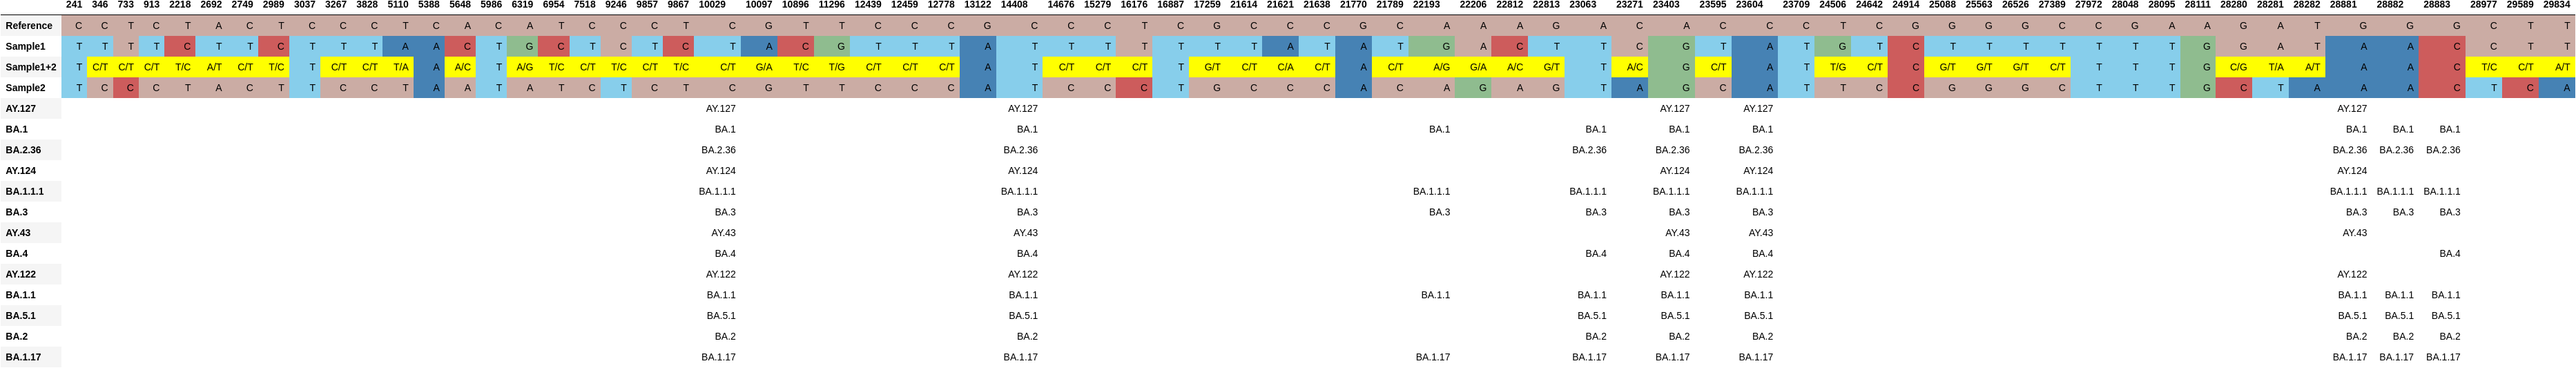 241 346 733 913 2218 2692 2749 2989 3037 3267 3828 5110 5388 5648 5986 6319 6954 7518 9246 9857 9867 10029 10097 10896 11296 12439 12459 12778 13122 14408 14676 15279 16176 16887 17259 21614 21621 21638 21770 21789 22193 22206 22812 22813 23063 23271 23403 23595 23604 23709 24506 24642 24914 25088 25563 26526 27389 27972 28048 28095 28111 28280 28281 28282 28881 28882 28883 28977 29589 29834
Reference C C T C T A C T C C C T C A C A T C C C T C G T T C C C G C C C T C G C C C G C A A A G A C A C C C T C G G G G C C G A A G A T G G G C T T
Sample1 T T T T C T T C T T T A A C T G C T C T C T A C G T T T A T T T T T T T A T A T G A C T T C G T A T G T C T T T T T T T G G A T A A C C T T
Sample1+2 T C/T C/T C/T T/C A/T C/T T/C T C/T C/T T/A A A/C T A/G T/C C/T T/C C/T T/C C/T G/A T/C T/G C/T C/T C/T A T C/T C/T C/T T G/T C/T C/A C/T A C/T A/G G/A A/C G/T T A/C G C/T A T T/G C/T C G/T G/T G/T C/T T T T G C/G T/A A/T A A C T/C C/T A/T
Sample2 T C C C T A C T T C C T A A T A T C T C T C G T T C C C A T C C C T G C C C A C A G A G T A G C A T T C C G G G C T T T G C T A A A C T C A
AY.127 AY.127 AY.127 AY.127 AY.127 AY.127
BA.1 BA.1 BA.1 BA.1 BA.1 BA.1 BA.1 BA.1 BA.1 BA.1
BA.2.36 BA.2.36 BA.2.36 BA.2.36 BA.2.36 BA.2.36 BA.2.36 BA.2.36 BA.2.36
AY.124 AY.124 AY.124 AY.124 AY.124 AY.124
BA.1.1.1 BA.1.1.1 BA.1.1.1 BA.1.1.1 BA.1.1.1 BA.1.1.1 BA.1.1.1 BA.1.1.1 BA.1.1.1 BA.1.1.1
BA.3 BA.3 BA.3 BA.3 BA.3 BA.3 BA.3 BA.3 BA.3 BA.3
AY.43 AY.43 AY.43 AY.43 AY.43 AY.43
BA.4 BA.4 BA.4 BA.4 BA.4 BA.4 BA.4
AY.122 AY.122 AY.122 AY.122 AY.122 AY.122
BA.1.1 BA.1.1 BA.1.1 BA.1.1 BA.1.1 BA.1.1 BA.1.1 BA.1.1 BA.1.1 BA.1.1
BA.5.1 BA.5.1 BA.5.1 BA.5.1 BA.5.1 BA.5.1 BA.5.1 BA.5.1 BA.5.1
BA.2 BA.2 BA.2 BA.2 BA.2 BA.2 BA.2 BA.2 BA.2
BA.1.17 BA.1.17 BA.1.17 BA.1.17 BA.1.17 BA.1.17 BA.1.17 BA.1.17 BA.1.17 BA.1.17